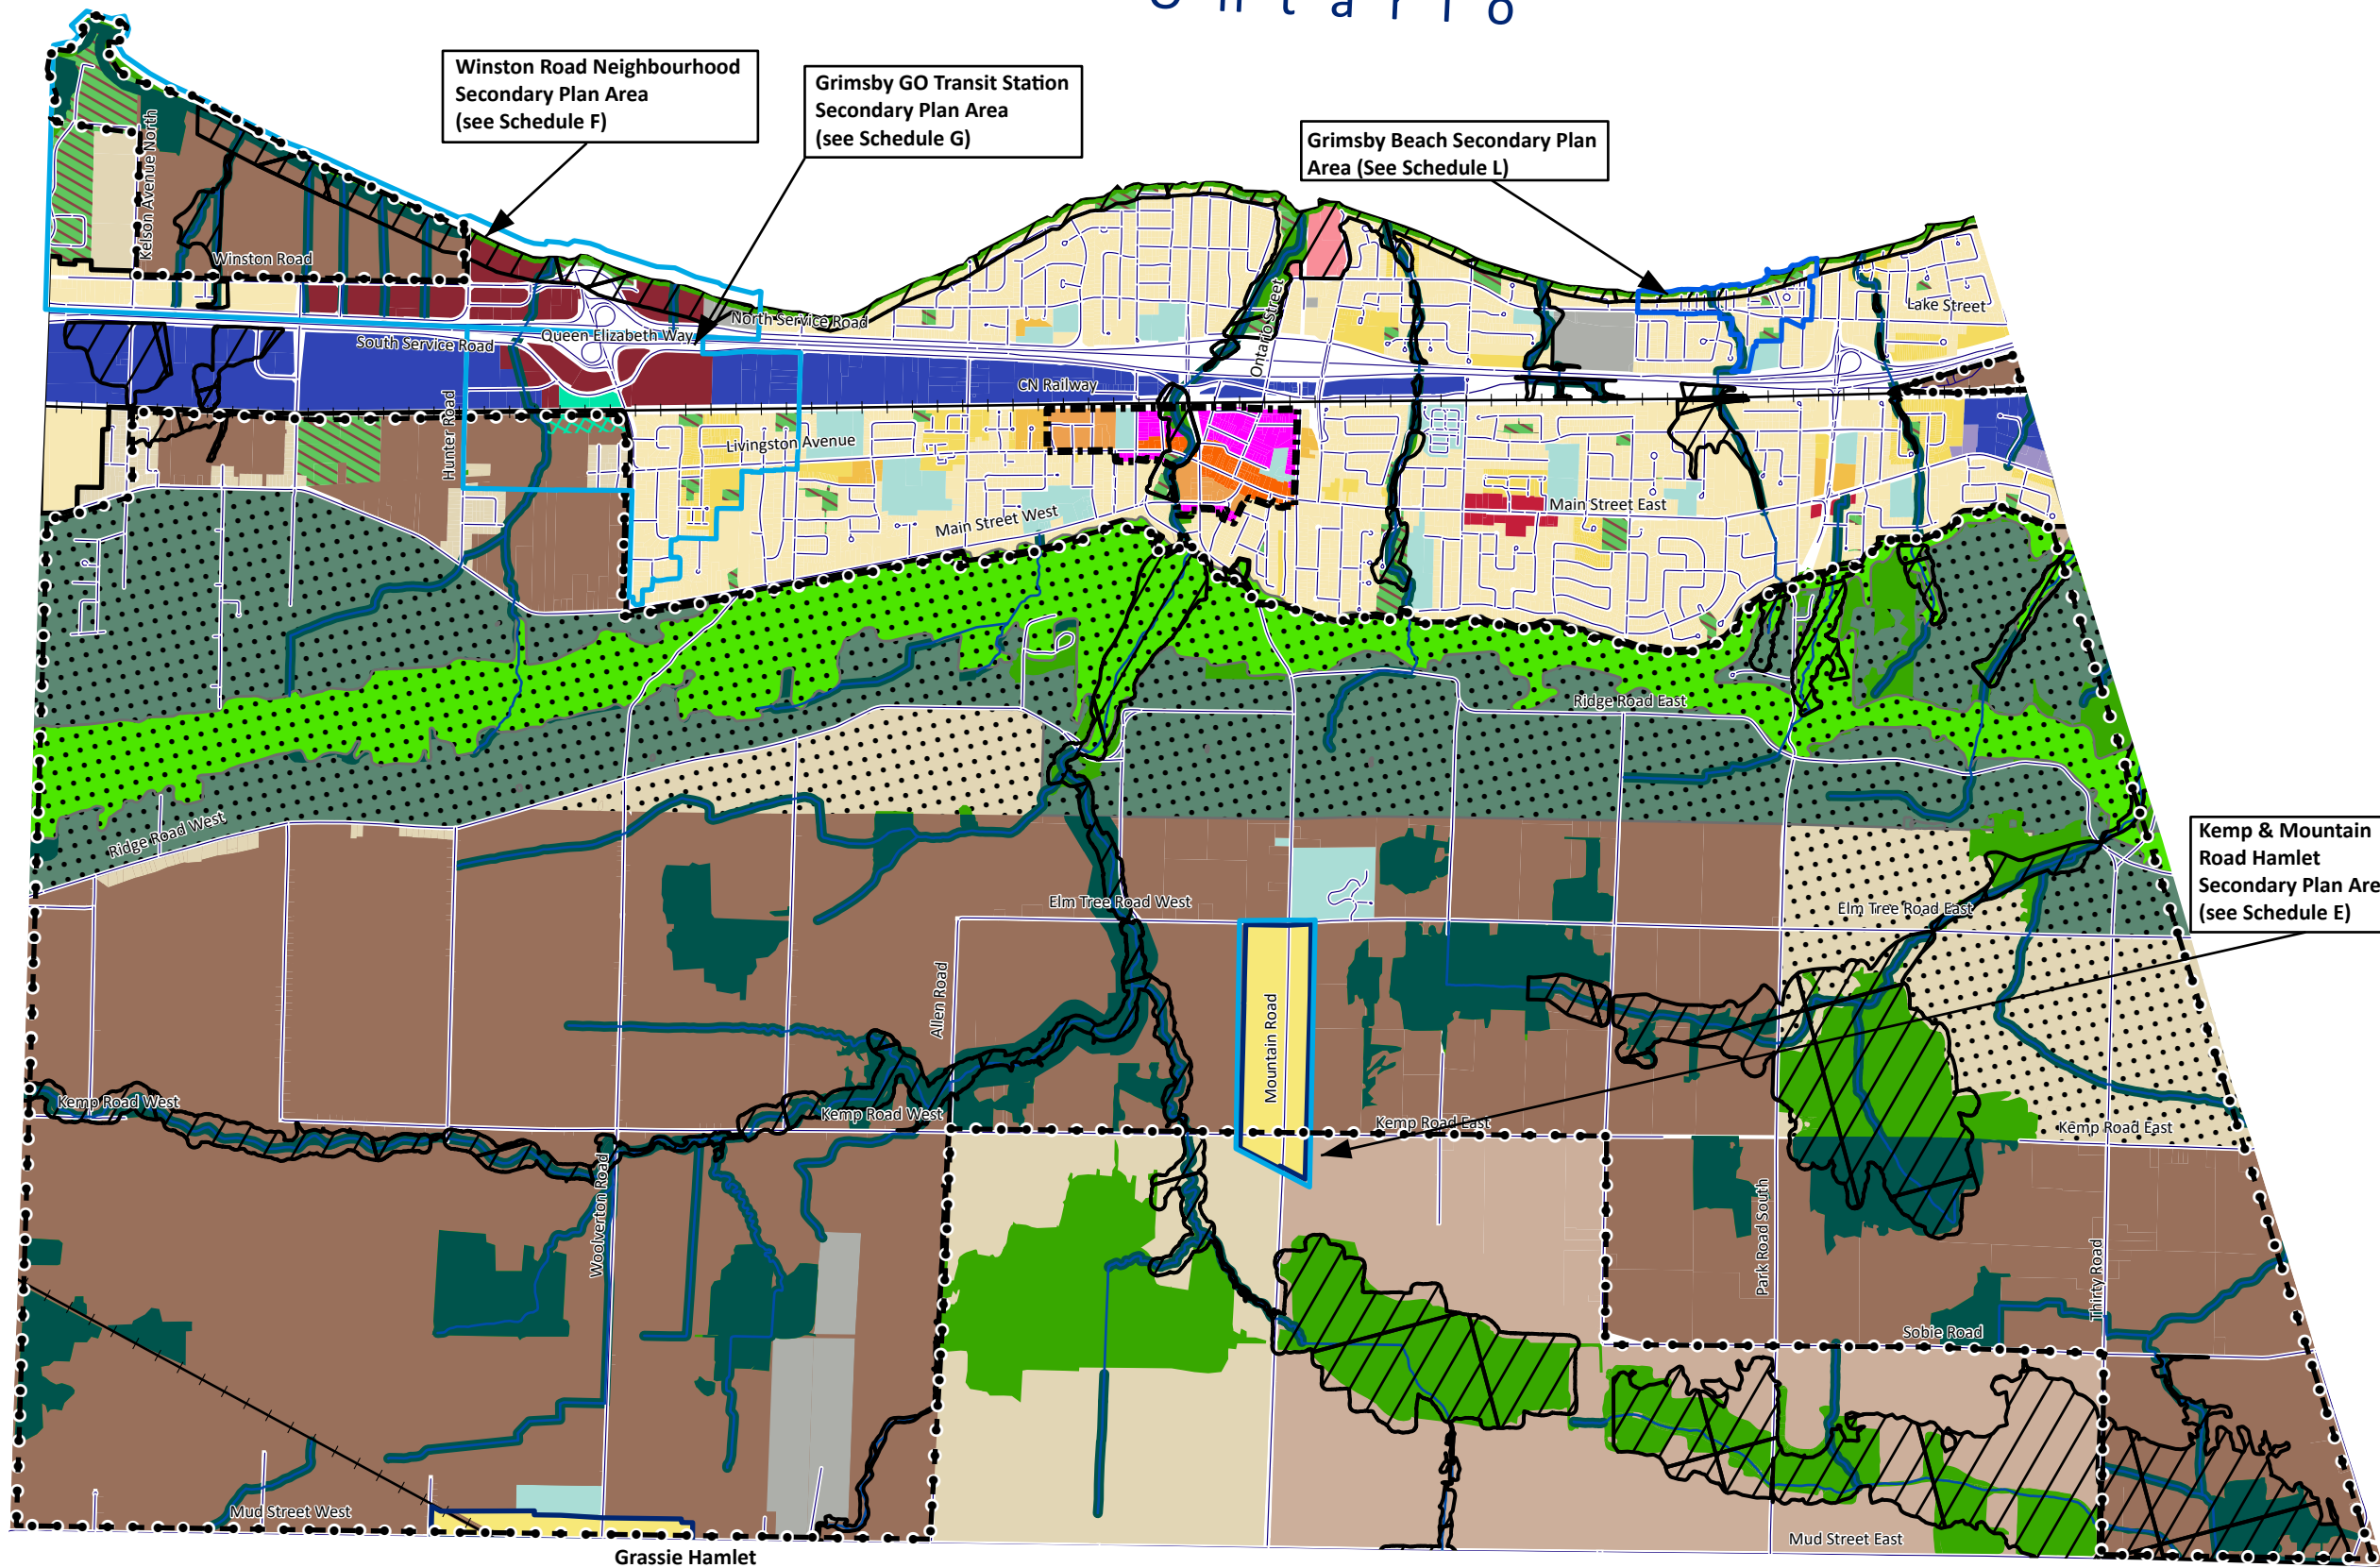 Ontario
Winston Road Neighbourhood
Secondary Plan Area
(see Schedule F)
Grimsby GO Transit Station
Secondary Plan Area
(see Schedule G)
Grimsby Beach Secondary Plan
Area (See Schedule L)
Kelson Avenue North
Winston Road
North Service Road
Queen Elizabeth Way
South Service Road
Ontario Street
Lake Street
CN Railway
Hunter Road
Livingston Avenue
Main Street West
Main Street East
Ridge Road East
Ridge Road West
Kemp & Mountain
Road Hamlet
Secondary Plan Are
(see Schedule E)
Elm Tree Road West
Elm Tree Road East
Allen Road
Mountain Road
Kemp Road West
Kemp Road West
Kemp Road East
Kemp Road East
Woolverton Road
Park Road South
Thirty Road
Sobie Road
Mud Street West
Mud Street East
Grassie Hamlet